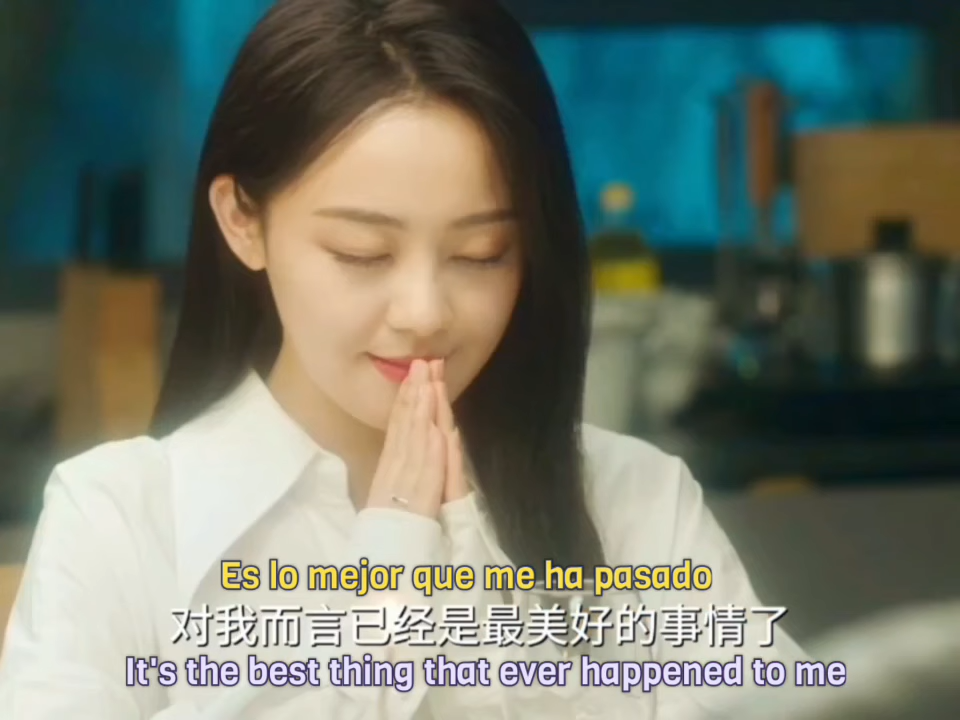 Es lo mejor que me ha pasado
对我而言已经是最美好的事情了
It's the best thing that ever happened to me